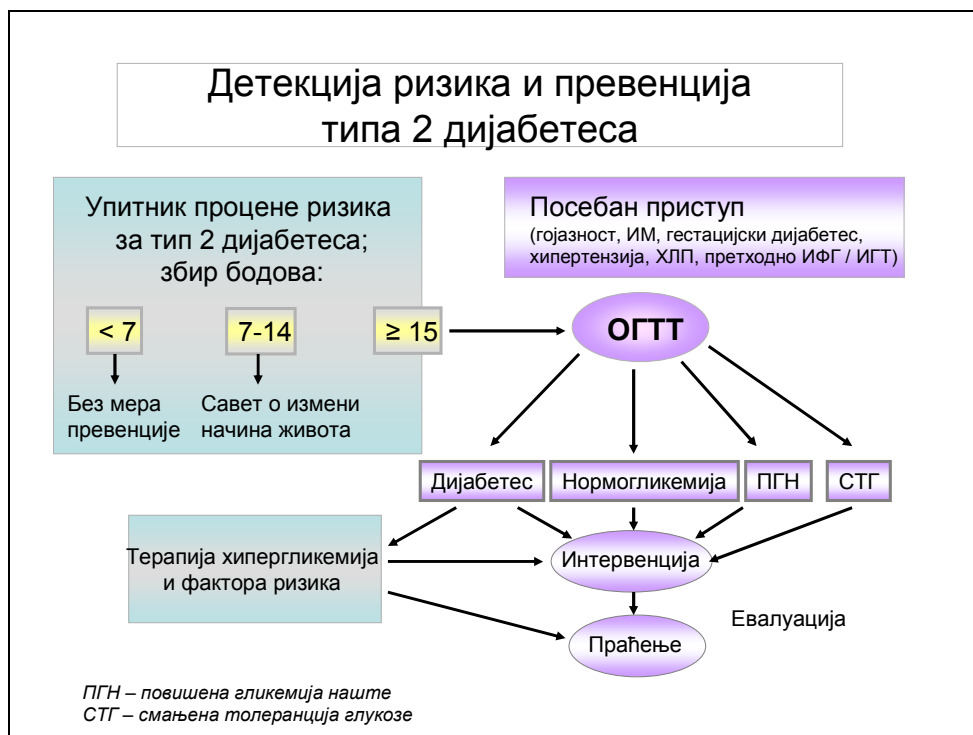 Детекција ризика и превенција
типа 2 дијабетеса
Упитник процене ризика
за тип 2 дијабетеса;
збир бодова:
< 7
7-14
≥ 15
Без мера
превенције
Савет о измени
начина живота
Посебан приступ
(гојазност, ИМ, гестацијски дијабетес,
хипертензија, ХЛП, претходно ИФГ / ИГТ)
ОГТТ
Дијабетес
Нормогликемија
ПГН
СТГ
Терапија хипергликемија
и фактора ризика
Интервенција
Евалуација
Праћење
ПГН – повишена гликемија наште
СТГ – смањена толеранција глукозе